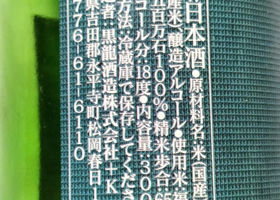 日本酒●原材料名:米(国産
産米、醸造アルコール●使用米:福
五百万石100%●精米歩合:65
コール分:18度●内容量:300
方法:冷蔵庫で保存してくださ
者:黒龍酒造株式会社 T・K
県吉田郡永平寺町松岡春日1-
776-61-6110